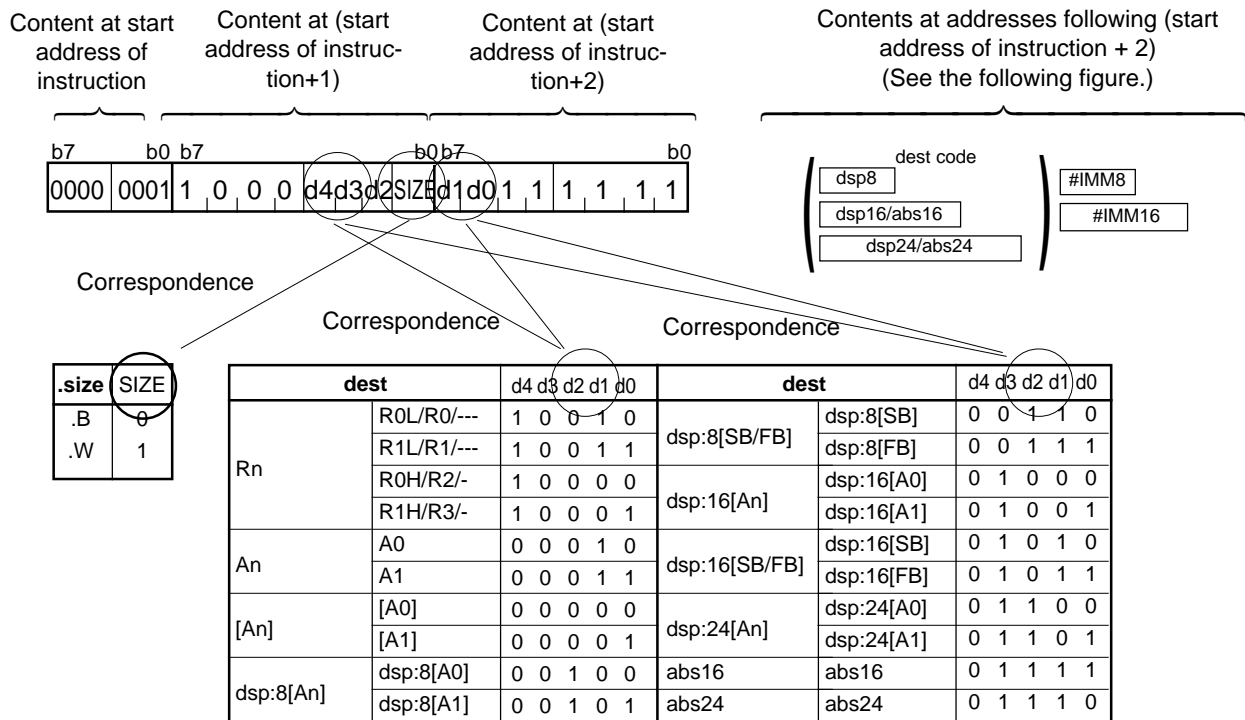 Content at start
address of
instruction
Content at (start
address of instruc-
tion+1)
Content at (start
address of instruc-
tion+2)
Contents at addresses following (start
address of instruction + 2)
(See the following figure.)
b7 b0 b7 b0 b7 b0
0000 0001 1 0 0 0 d4d3d2 SIZE d1d0 1 1 1 1 1 1
dest code
dsp8
dsp16/abs16
dsp24/abs24
#IMM8
#IMM16
Correspondence
Correspondence
Correspondence
.size SIZE
.B 0
.W 1
dest d4 d3 d2 d1 d0
Rn R0L/R0/--- 1 0 0 1 0
R1L/R1/--- 1 0 0 1 1
R0H/R2/- 1 0 0 0 0
R1H/R3/- 1 0 0 0 1
An A0 0 0 0 1 0
A1 0 0 0 1 1
[An] [A0] 0 0 0 0 0
[A1] 0 0 0 0 1
dsp:8[An] dsp:8[A0] 0 0 1 0 0
dsp:8[A1] 0 0 1 0 1
dest d4 d3 d2 d1 d0
dsp:8[SB/FB] dsp:8[SB] 0 0 1 1 0
dsp:8[FB] 0 0 1 1 1
dsp:16[An] dsp:16[A0] 0 1 0 0 0
dsp:16[A1] 0 1 0 0 1
dsp:16[SB/FB] dsp:16[SB] 0 1 0 1 0
dsp:16[FB] 0 1 0 1 1
dsp:24[An] dsp:24[A0] 0 1 1 0 0
dsp:24[A1] 0 1 1 0 1
abs16 abs16 0 1 1 1 1
abs24 abs24 0 1 1 1 0